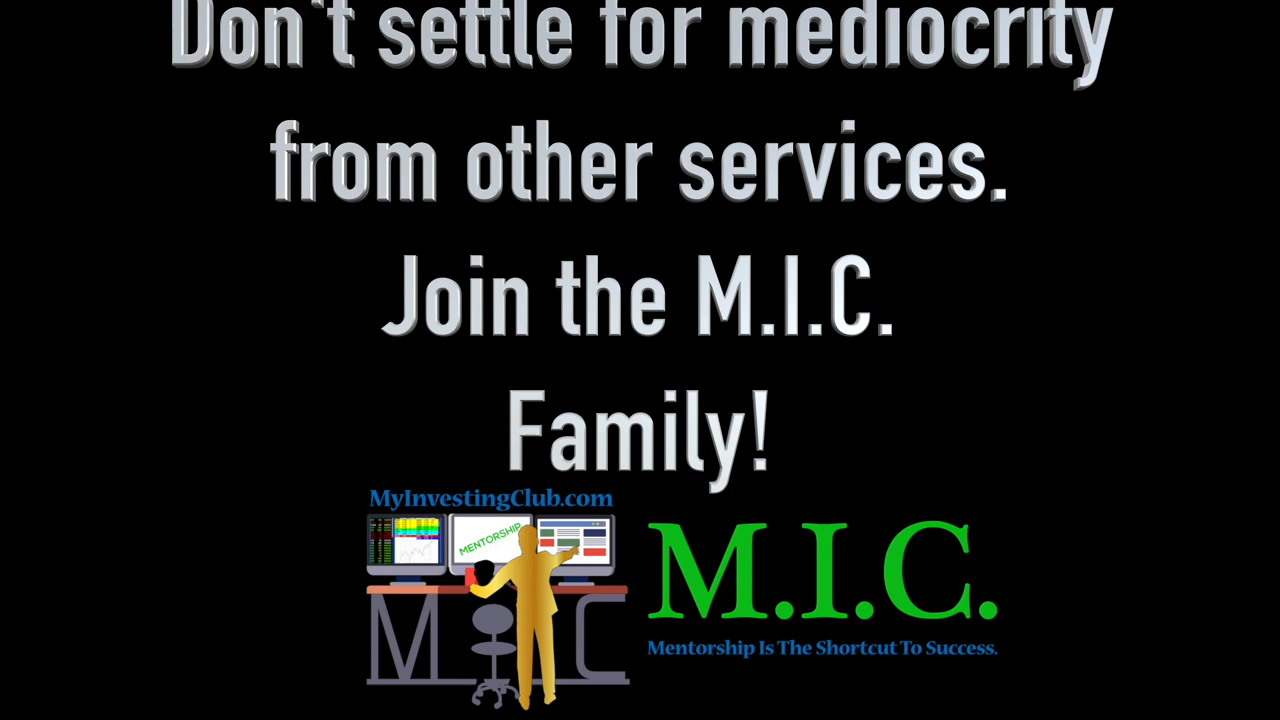 Don't settle for mediocrity
from other services.
Join the M.I.C.
Family!
MyInvestingClub.com
MENTORSHIP
M.I.C.
MIC
Mentorship Is The Shortcut To Success.